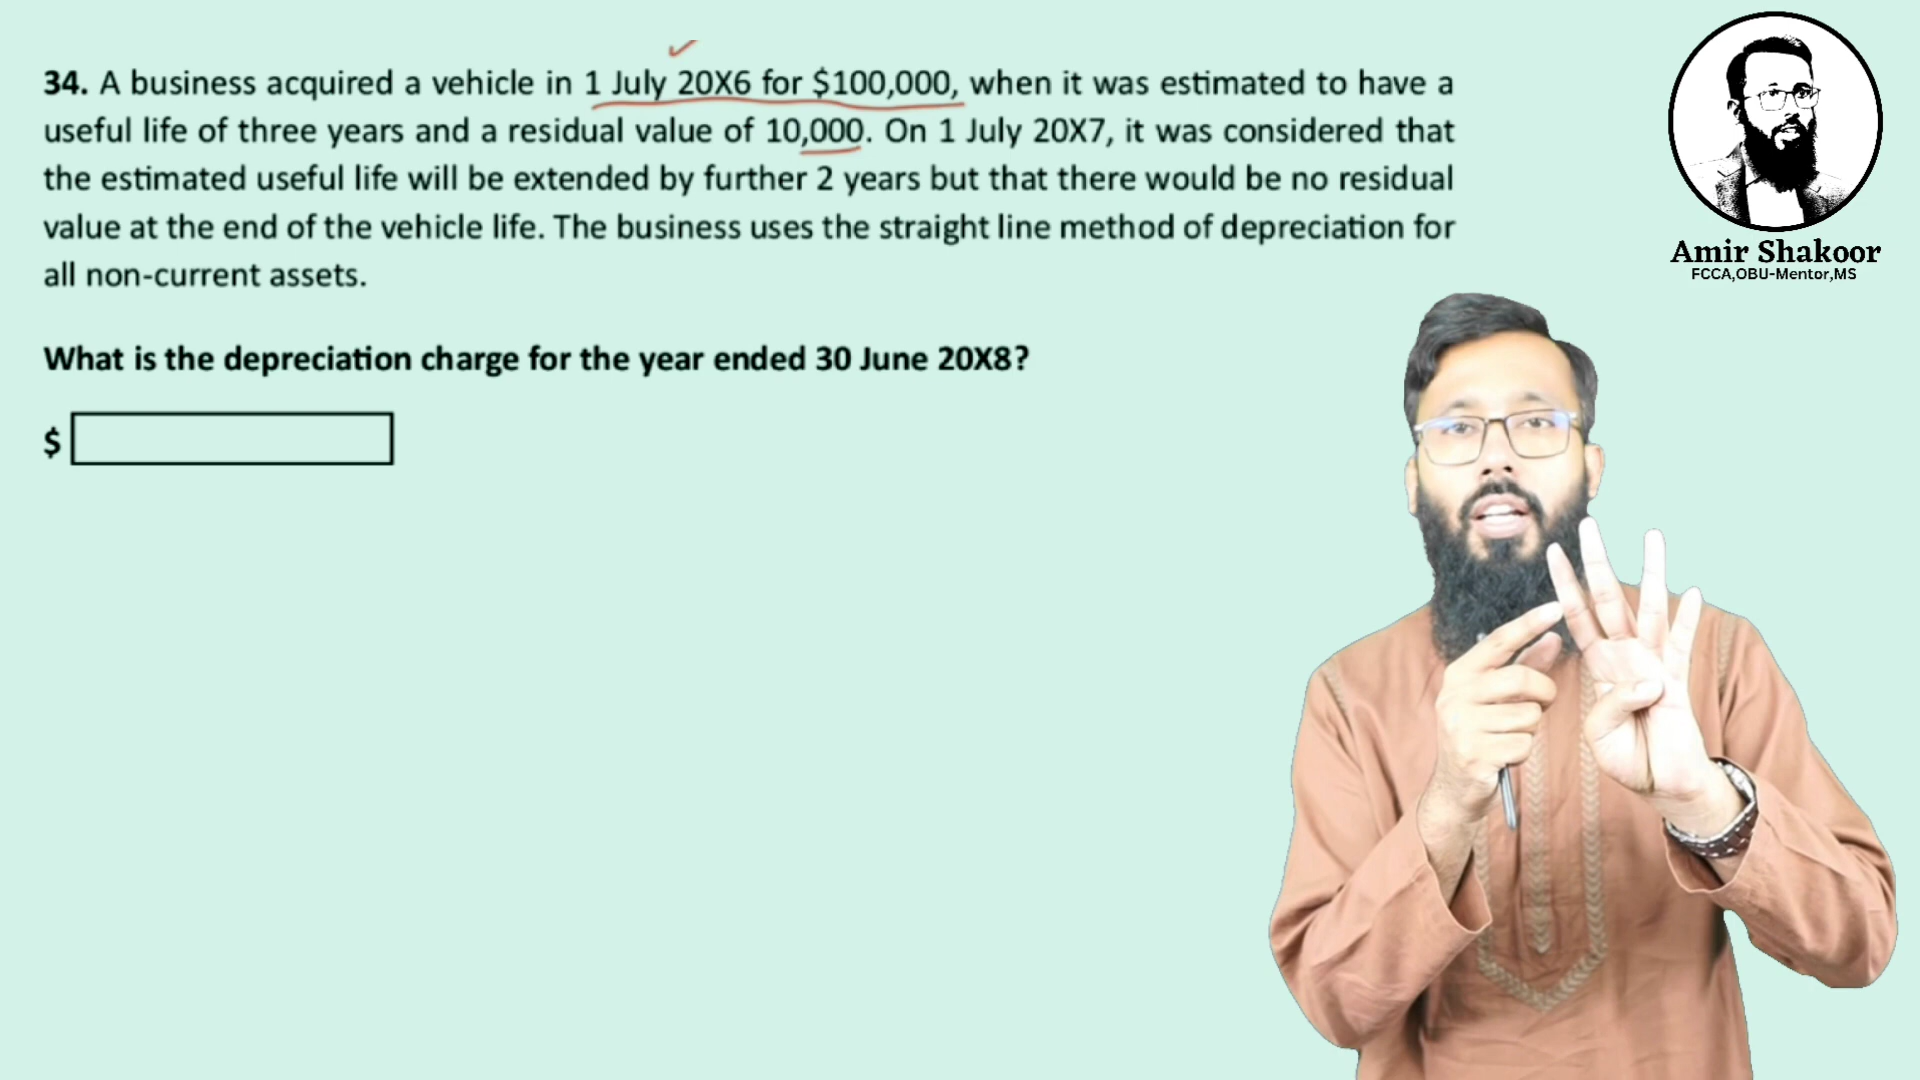 34. A business acquired a vehicle in 1 July 20X6 for $100,000, when it was estimated to have a
useful life of three years and a residual value of 10,000. On 1 July 20X7, it was considered that
the estimated useful life will be extended by further 2 years but that there would be no residual
value at the end of the vehicle life. The business uses the straight line method of depreciation for
all non-current assets.
What is the depreciation charge for the year ended 30 June 20X8?
$
Amir Shakoor
FCCA,OBU-Mentor,MS